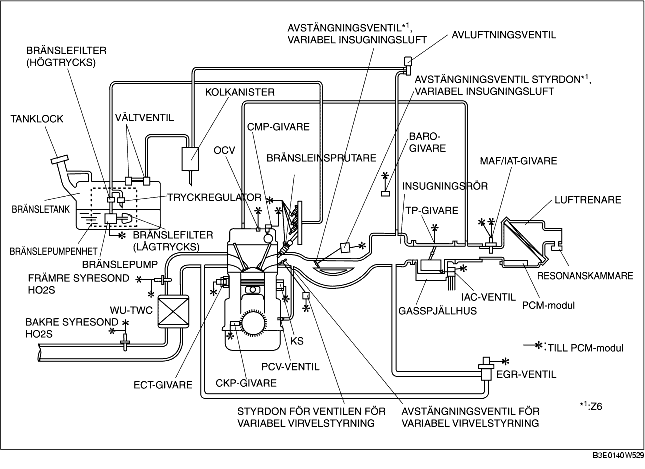 AVSTÄNGNINGSVENTIL*1,
VARIABEL INSUGNINGSLUFT
AVLUFTNINGSVENTIL
BRÄNSLEFILTER
(HÖGTRYCKS)
AVSTÄNGNINGSVENTIL STYRDON*1,
VARIABEL INSUGNINGSLUFT
KOLKANISTER
TANKLOCK
VÄLTVENTIL
CMP-GIVARE
BARO-
GIVARE
OCV
BRÄNSLEINSPRUTARE
MAF/IAT-GIVARE
INSUGNINGSRÖR
LUFTRENARE
TRYCKREGULATOR
TP-GIVARE
BRÄNSLETANK
BRÄNSLEFILTER
(LÅGTRYCKS)
BRÄNSLEPUMPENHET
BRÄNSLEPUMP
RESONANSKAMMARE
FRÄMRE SYRESOND
HO2S
IAC-VENTIL
PCM-modul
GASSPJÄLLHUS
WU-TWC
BAKRE SYRESOND
HO2S
KS
*:TILL PCM-modul
PCV-VENTIL
EGR-VENTIL
ECT-GIVARE
CKP-GIVARE
STYRDON FÖR VENTILEN FÖR
VARIABEL VIRVELSTYRNING
AVSTÄNGNINGSVENTIL FÖR
VARIABEL VIRVELSTYRNING
*1:Z6
B3E0140W529